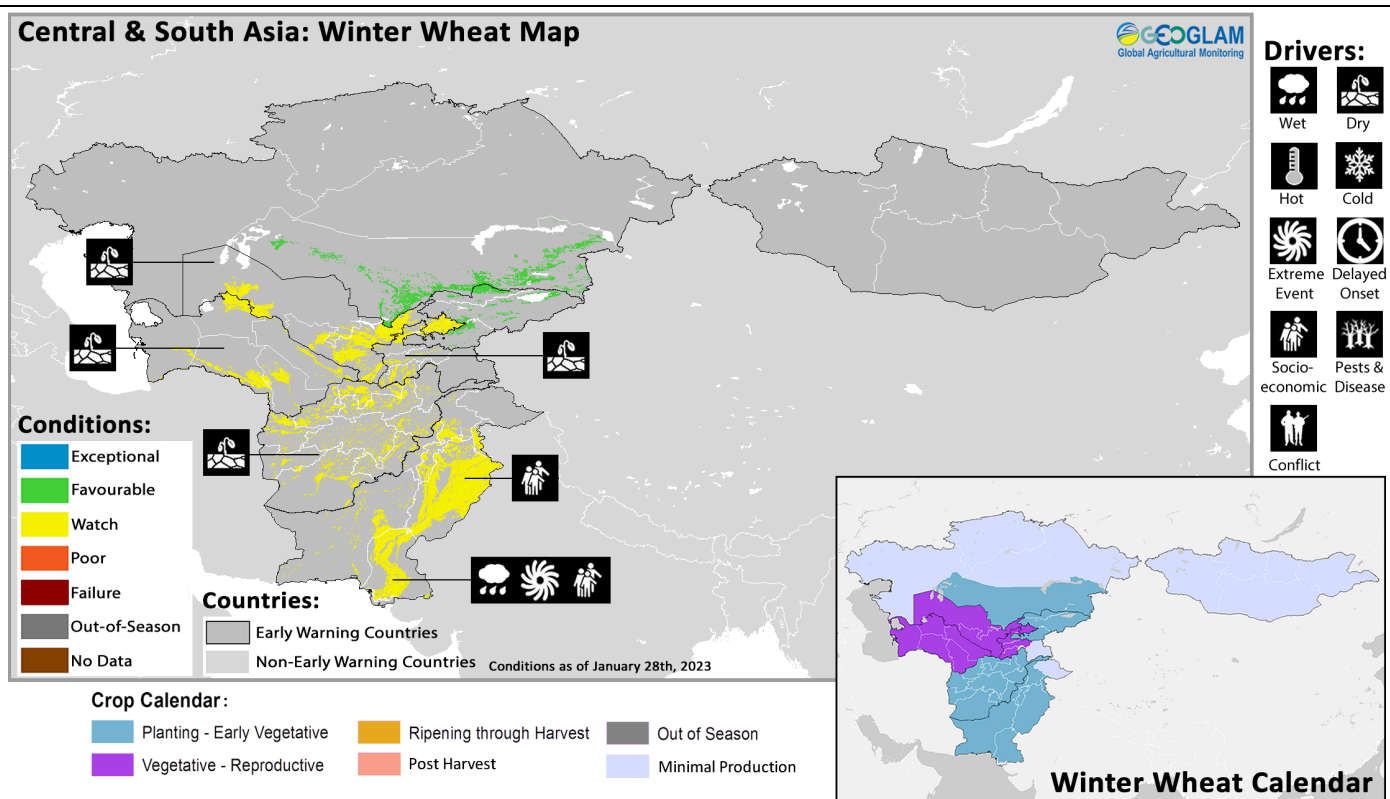 Central & South Asia: Winter Wheat Map
GEOGLAM
Global Agricultural Monitoring
Drivers:
Wet
Dry
Hot
Cold
Extreme
Event
Delayed
Onset
Socio-
economic
Pests &
Disease
Conflict
Conditions:
Exceptional
Favourable
Watch
Poor
Failure
Out-of-Season
No Data
Countries:
Early Warning Countries
Non-Early Warning Countries
Conditions as of January 28th, 2023
Crop Calendar:
Planting - Early Vegetative
Ripening through Harvest
Out of Season
Vegetative - Reproductive
Post Harvest
Minimal Production
Winter Wheat Calendar